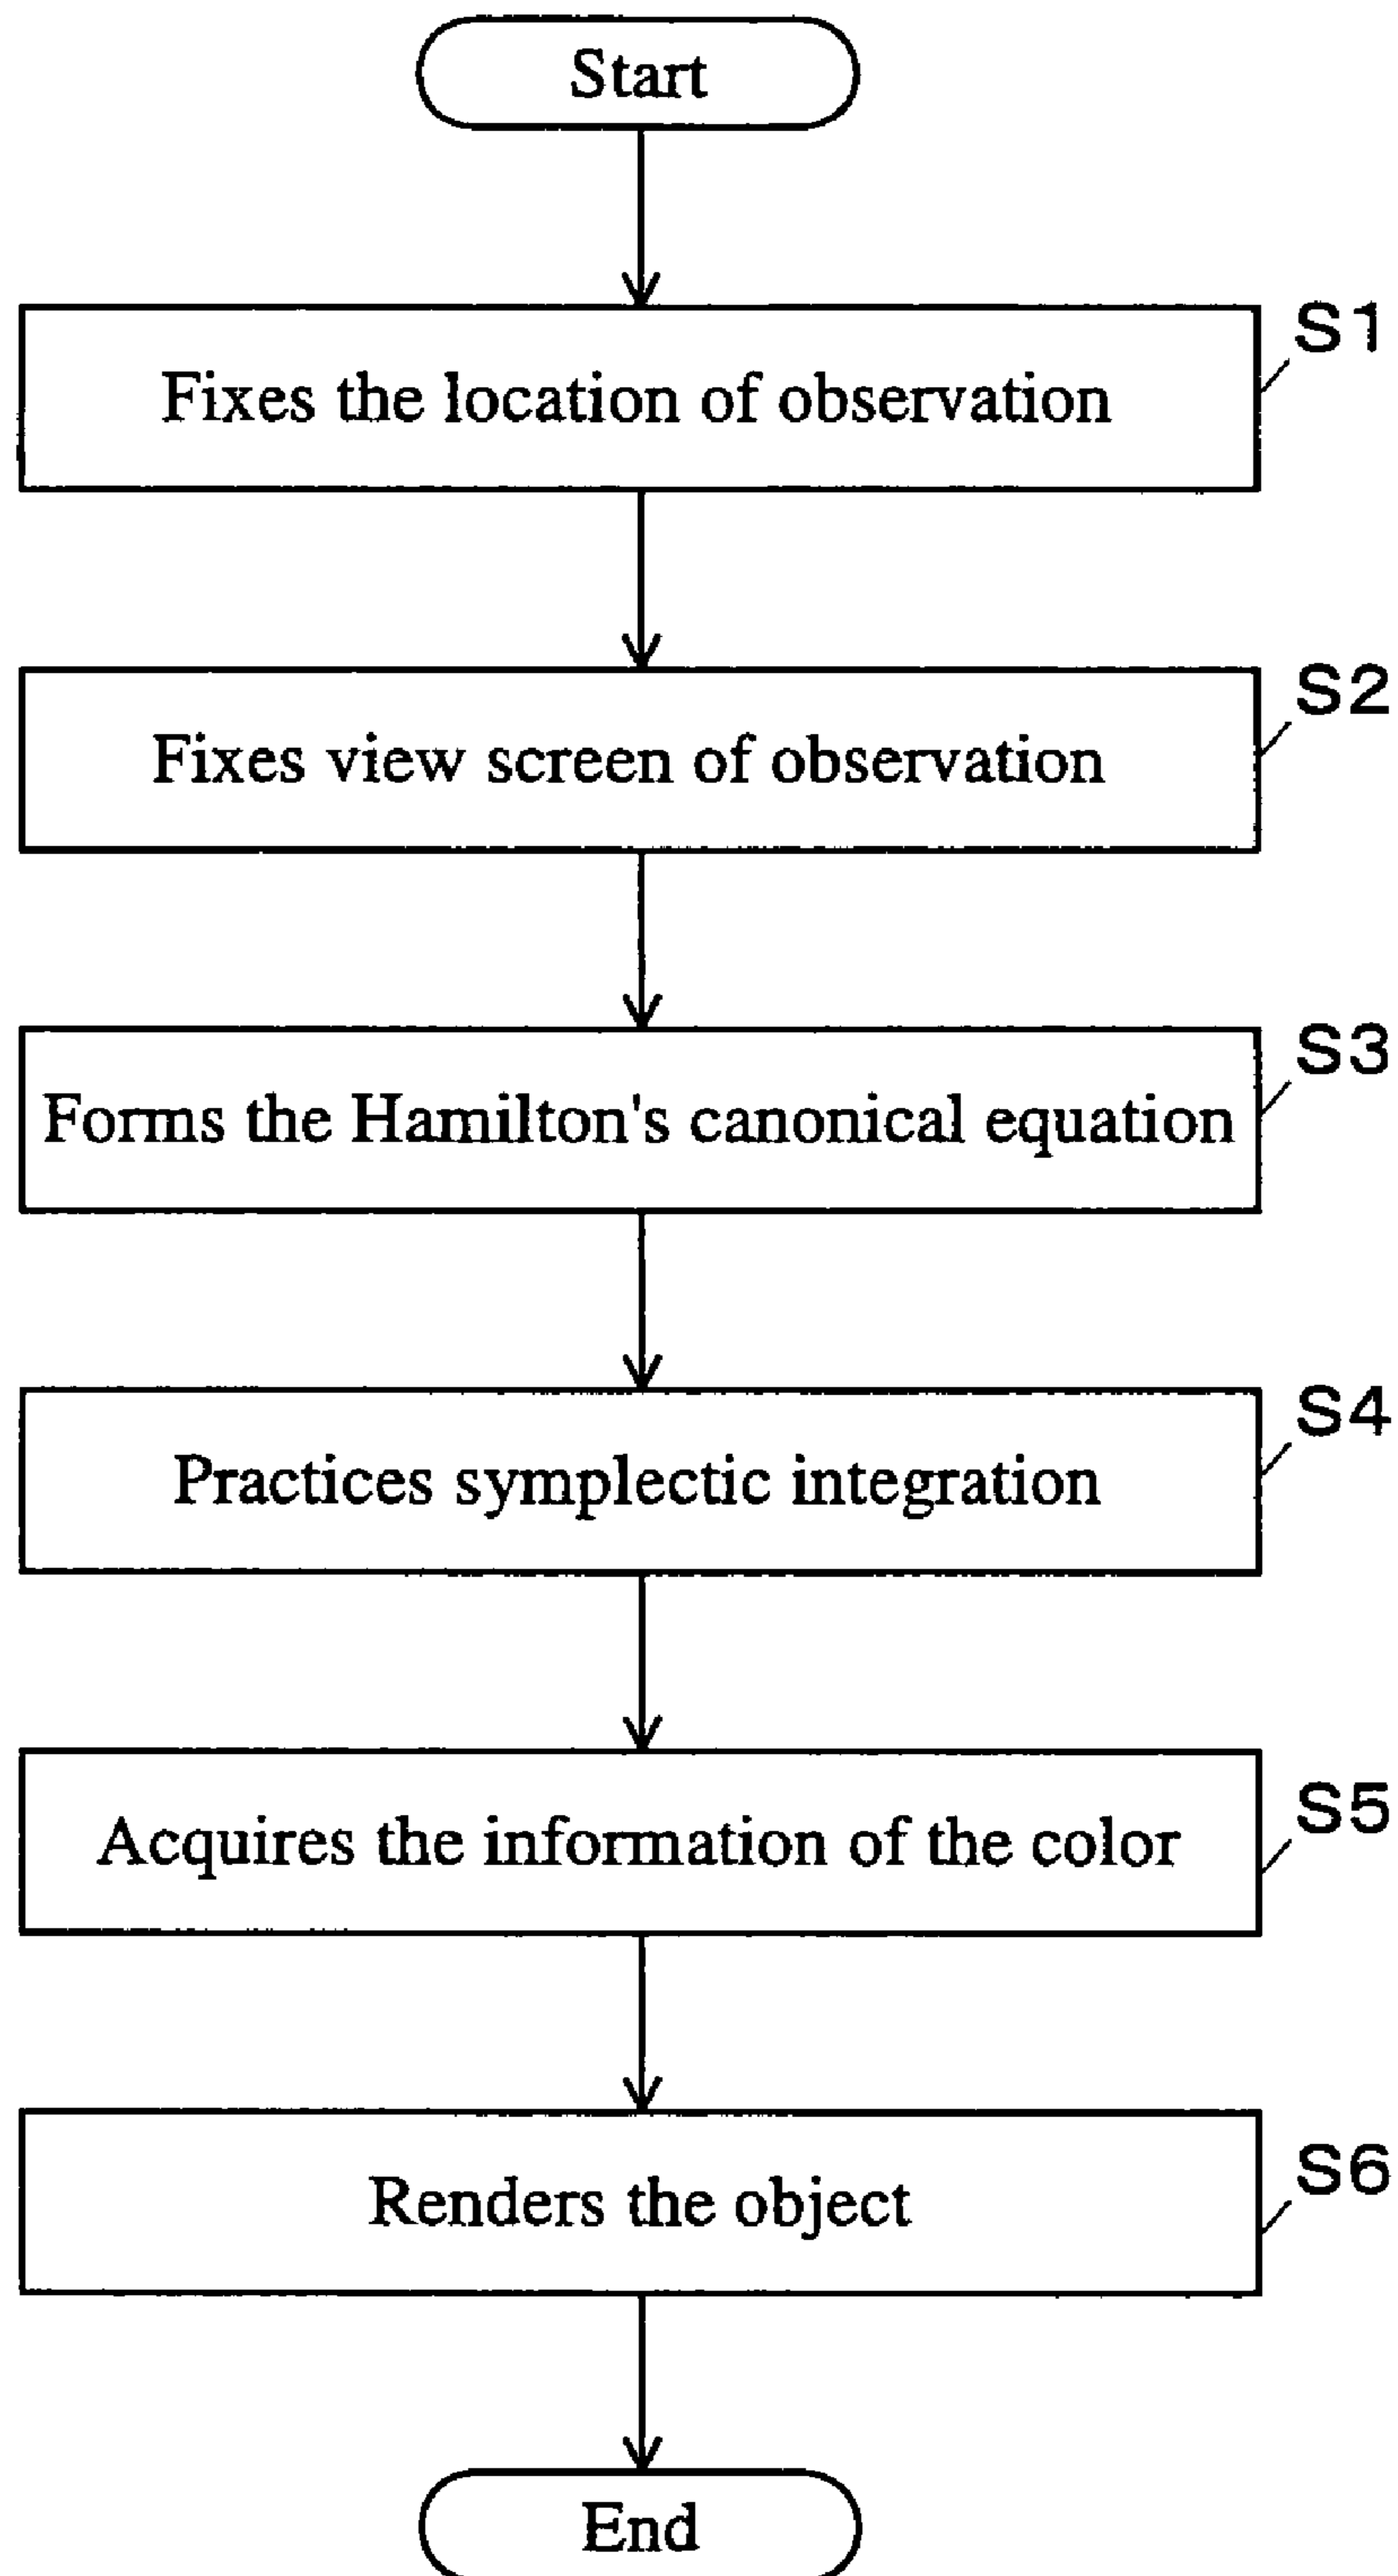 Start
S1
Fixes the location of observation
S2
Fixes view screen of observation
S3
Forms the Hamilton's canonical equation
S4
Practices symplectic integration
S5
Acquires the information of the color
S6
Renders the object
End